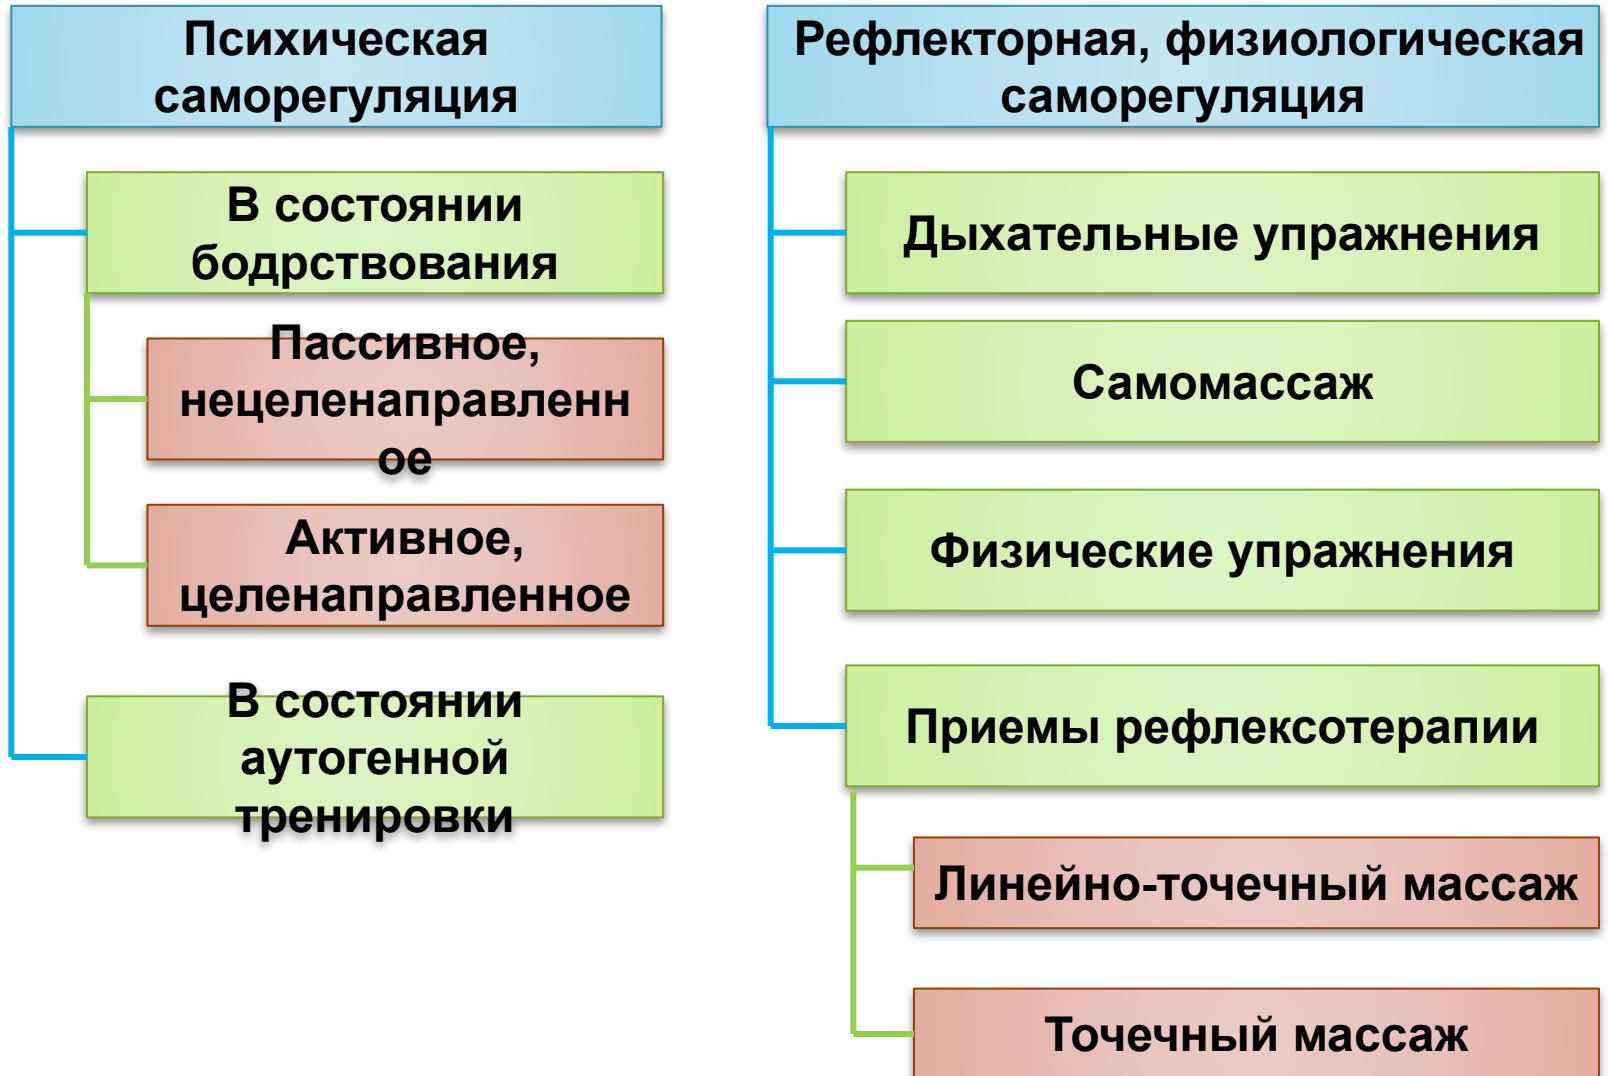 Психическая
саморегуляция
В состоянии
бодрствования
Пассивное,
нецеленаправленн
ое
Активное,
целенаправленное
В состоянии
аутогенной
тренировки
Рефлекторная, физиологическая
саморегуляция
Дыхательные упражнения
Самомассаж
Физические упражнения
Приемы рефлексотерапии
Линейно-точечный массаж
Точечный массаж